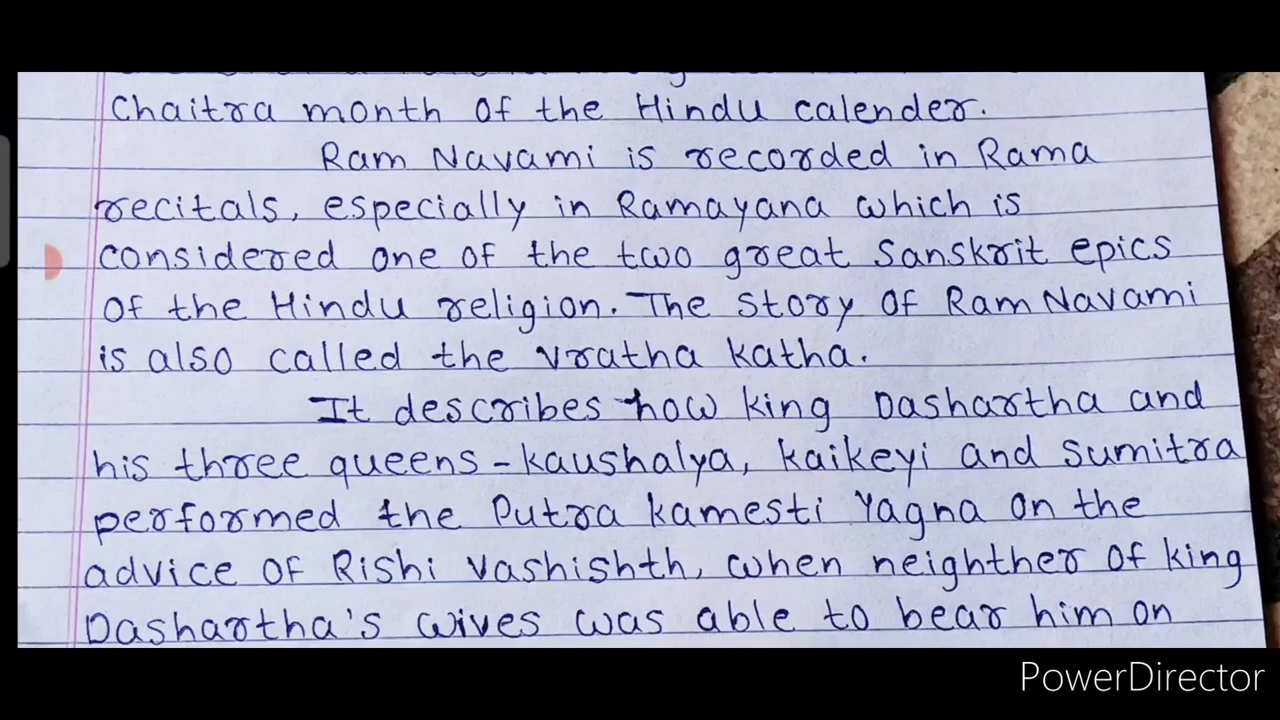 Chaitra month of the Hindu calender.
Ram Navami is recorded in Rama
recitals, especially in Ramayana which is
considered one of the two great Sanskrit epics
of the Hindu religion. The story of Ram Navami
is also called the Vratha katha.
It describes how king Dashartha and
his three queens - kaushalya, kaikeyi and sumitra
performed the Putra kamesti Yagna on the
advice of Rishi Vashishth, when neighther of king
Dashartha's wives was able to bear him on
PowerDirector